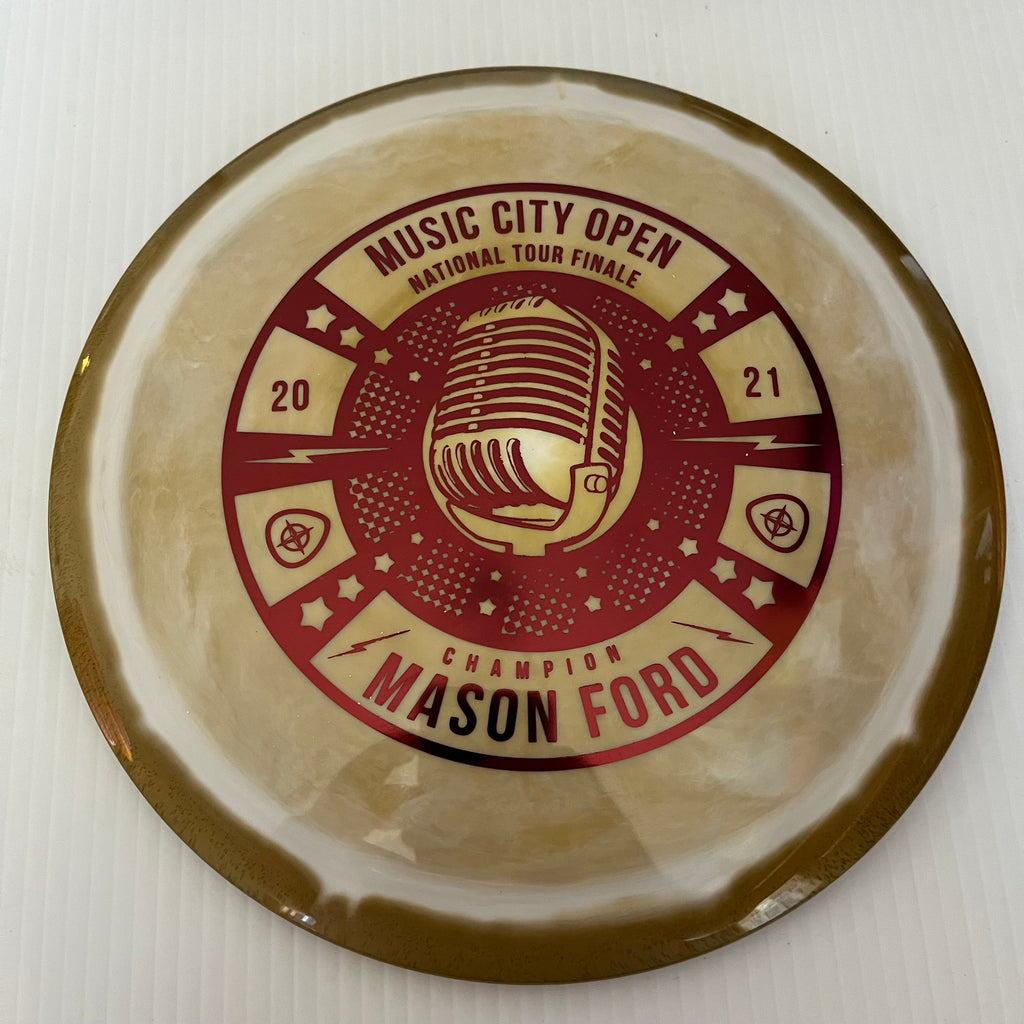 MUSIC CITY OPEN
NATIONAL TOUR FINALE
20 21
CHAMPION
MASON FORD